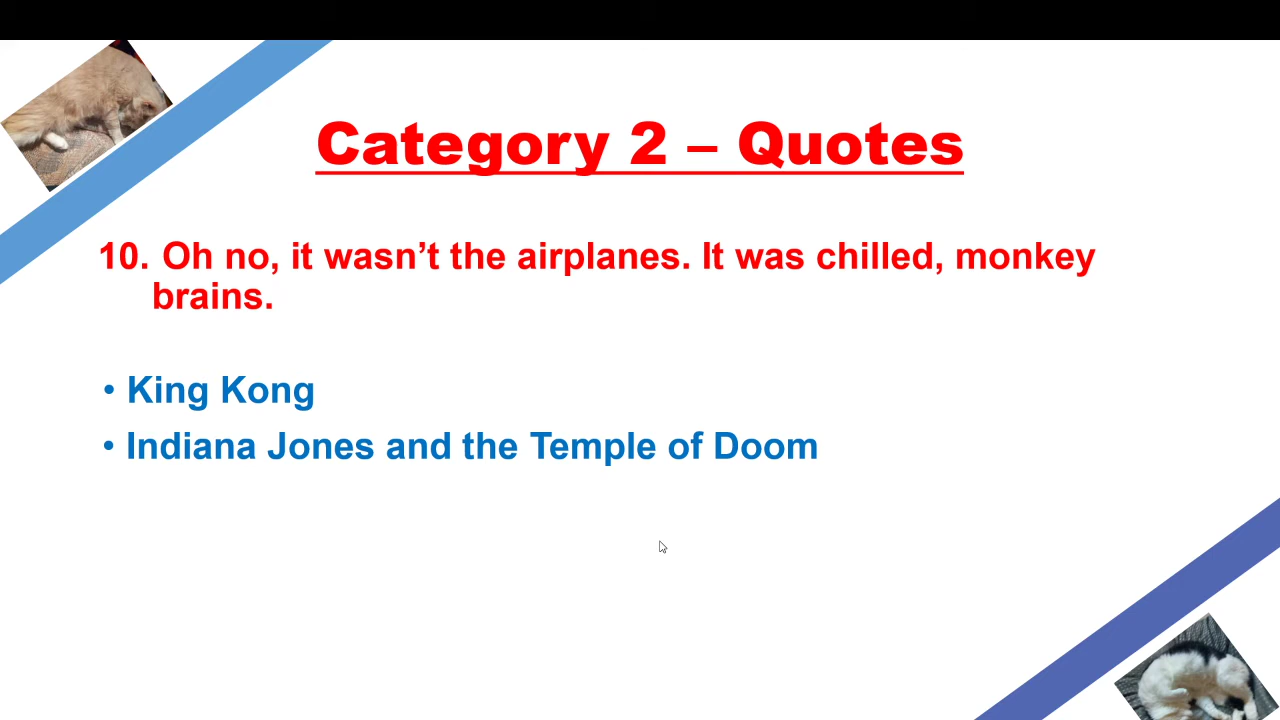 Category 2 – Quotes
10. Oh no, it wasn’t the airplanes. It was chilled, monkey
brains.
• King Kong
• Indiana Jones and the Temple of Doom